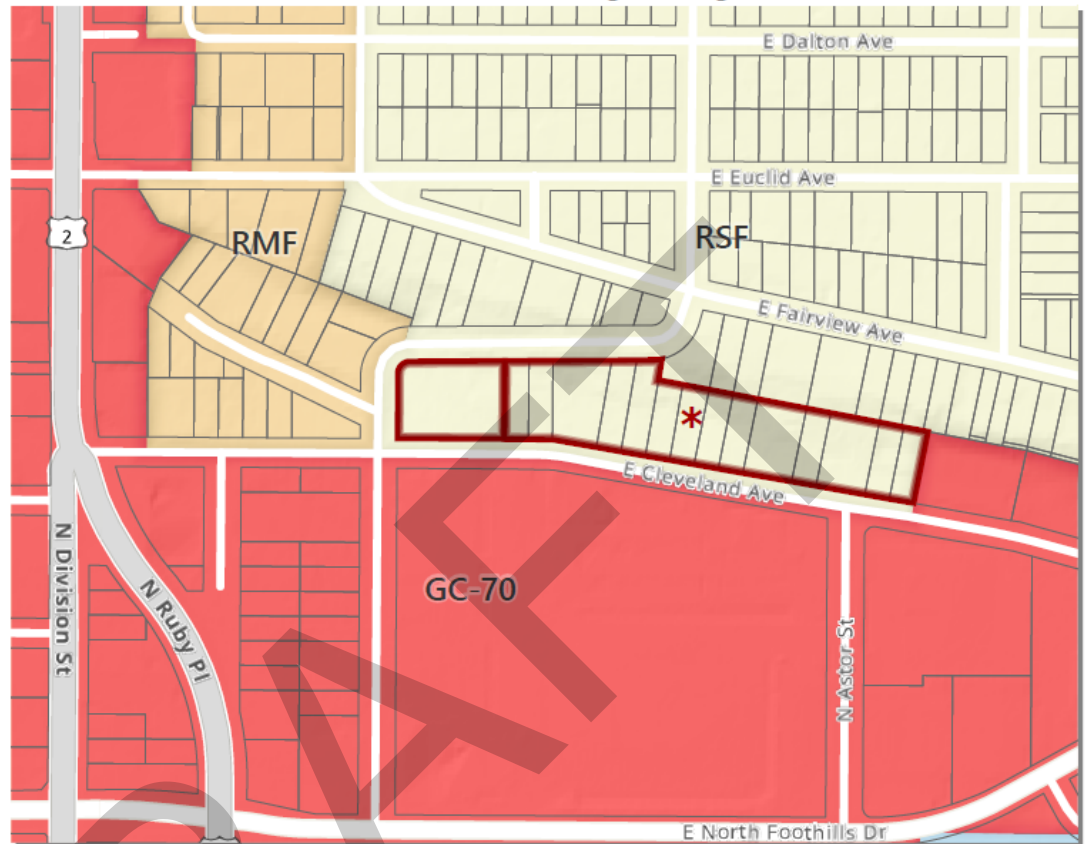 E Dalton Ave
E Euclid Ave
2
RMF
RSF
E Fairview Ave
*
E Cleveland Ave
N Division St
N Ruby Pl
GC-70
N Astor St
E North Foothills Dr
DRAFT